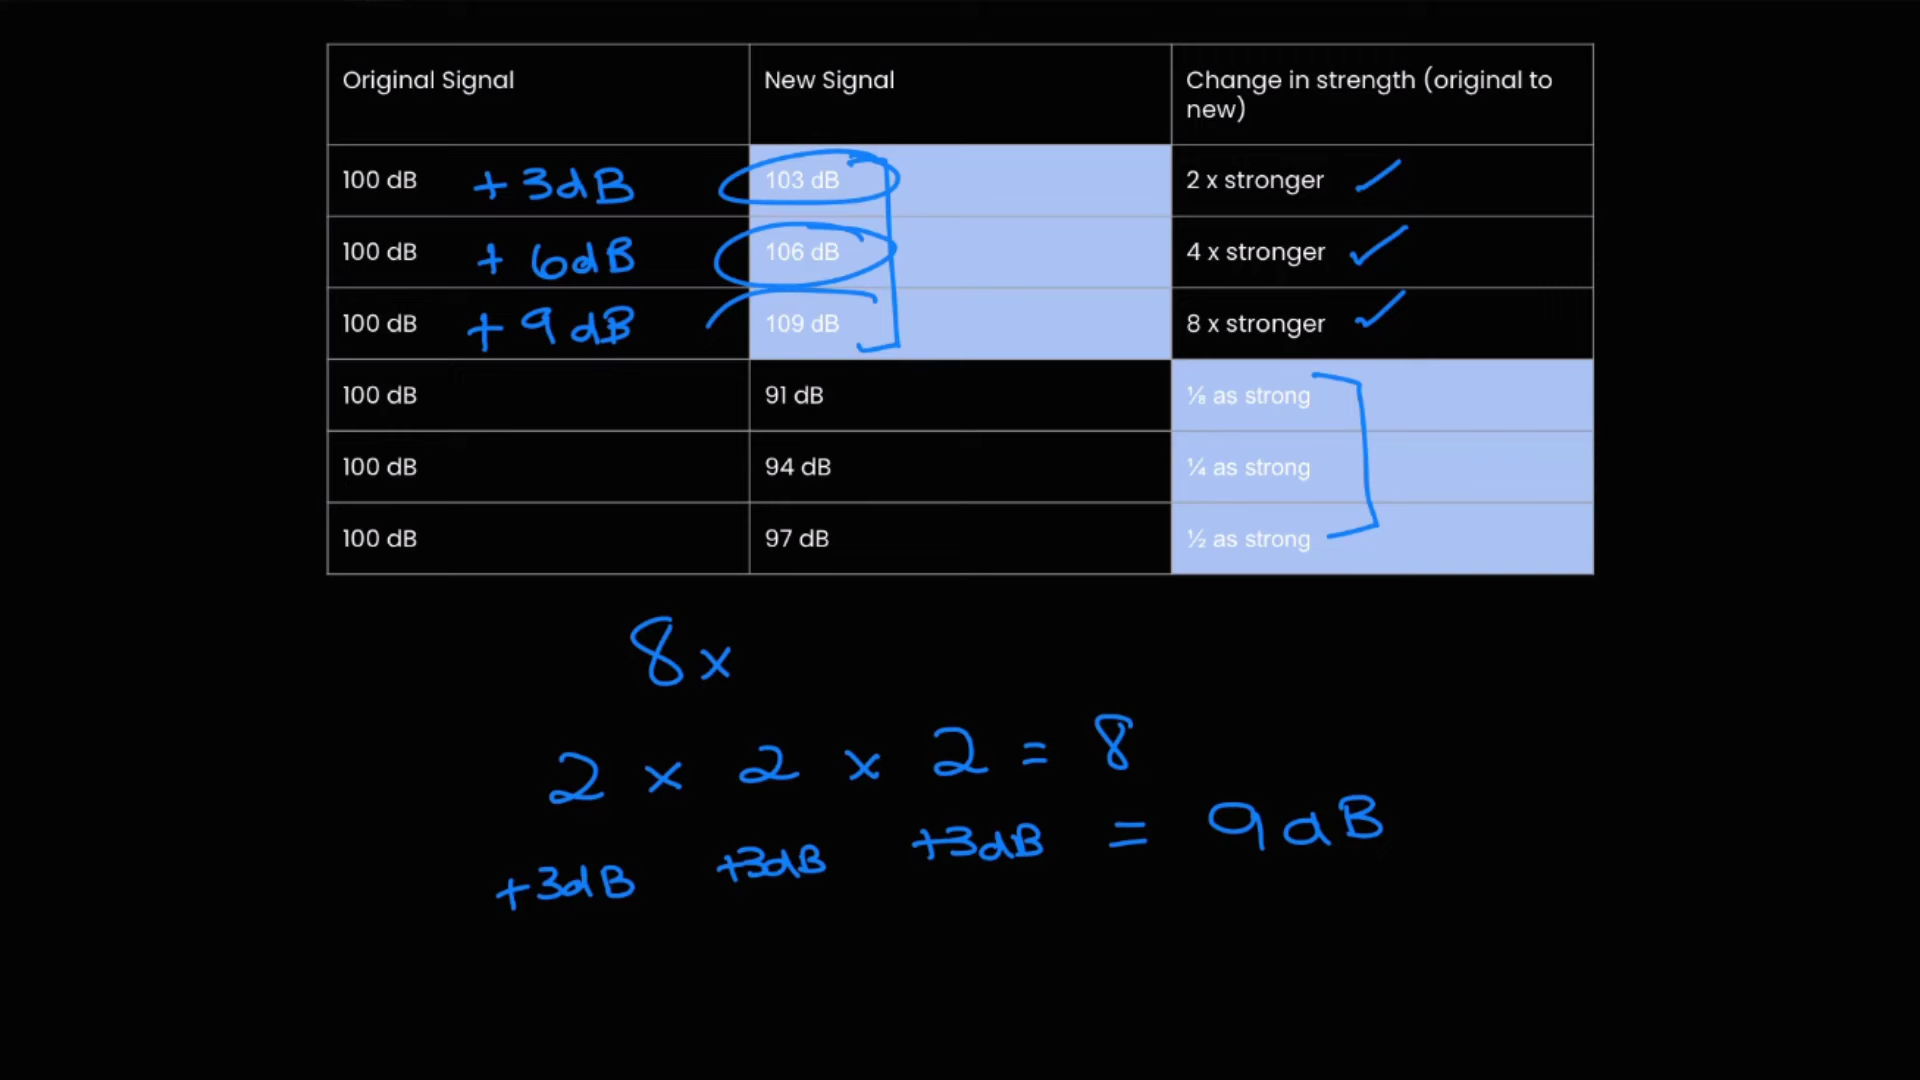 Original Signal New Signal Change in strength (original to
new)
100 dB + 3dB 103 dB 2 x stronger ✓
100 dB + 6dB 106 dB 4 x stronger ✓
100 dB + 9dB 109 dB 8 x stronger ✓
100 dB 91 dB ⅛ as strong
100 dB 94 dB ¼ as strong
100 dB 97 dB ½ as strong
8x
2 x 2 x 2 = 8
+3dB +3dB +3dB = 9dB